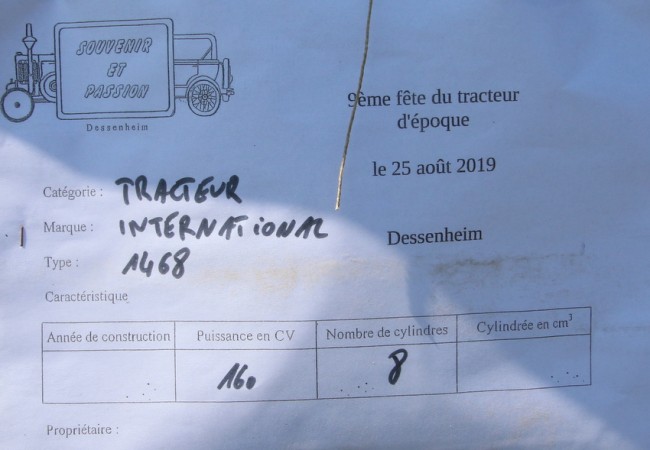 SOUVENIR
ET
PASSION
Dessenheim
9ème fête du tracteur
d'époque
le 25 août 2019
Dessenheim
Catégorie : TRACTEUR
Marque : INTERNATIONAL
Type : 1468
Caractéristique
Année de construction Puissance en CV Nombre de cylindres Cylindrée en cm³
160 8
Propriétaire :